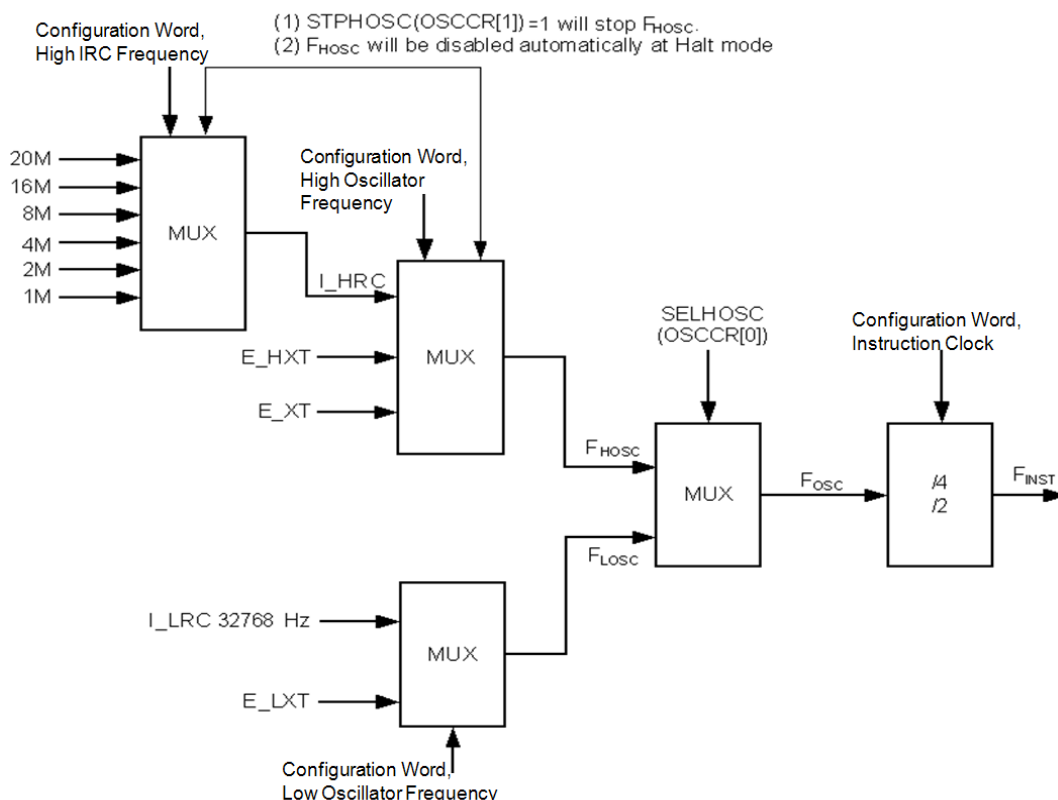 (1) STPHOSC(OSCCR[1])=1 will stop FHOSC.
(2) FHOSC will be disabled automatically at Halt mode
Configuration Word,
High IRC Frequency
20M
16M
8M
4M
2M
1M
MUX
Configuration Word,
High Oscillator
Frequency
I_HRC
E_HXT
E_XT
MUX
FHOSC
SELHOSC
(OSCCR[0])
MUX
FLOSC
FOSC
Configuration Word,
Instruction Clock
/4
/2
FINST
I_LRC 32768 Hz
E_LXT
MUX
Configuration Word,
Low Oscillator Frequency